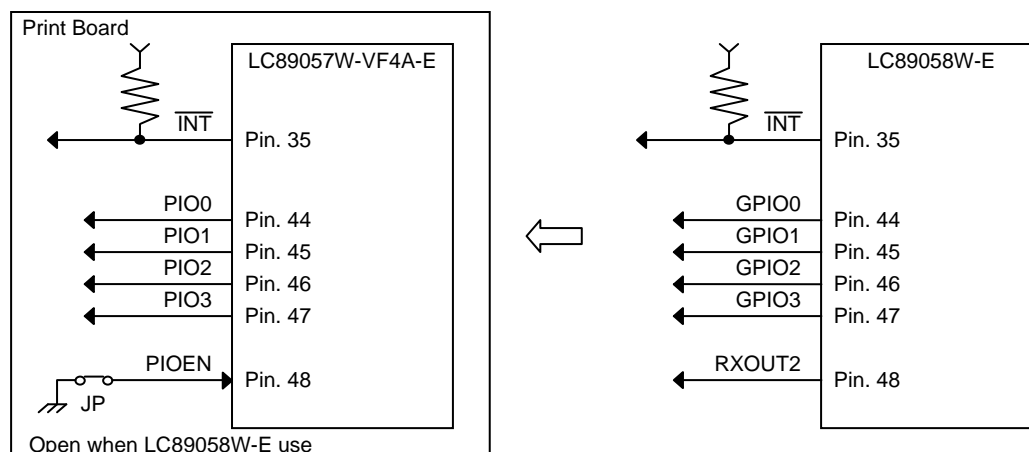 Print Board
LC89057W-VF4A-E
INT
Pin. 35
PIO0
Pin. 44
PIO1
Pin. 45
PIO2
Pin. 46
PIO3
Pin. 47
PIOEN
Pin. 48
JP
Open when LC89058W-E use
LC89058W-E
INT
Pin. 35
GPIO0
Pin. 44
GPIO1
Pin. 45
GPIO2
Pin. 46
GPIO3
Pin. 47
RXOUT2
Pin. 48